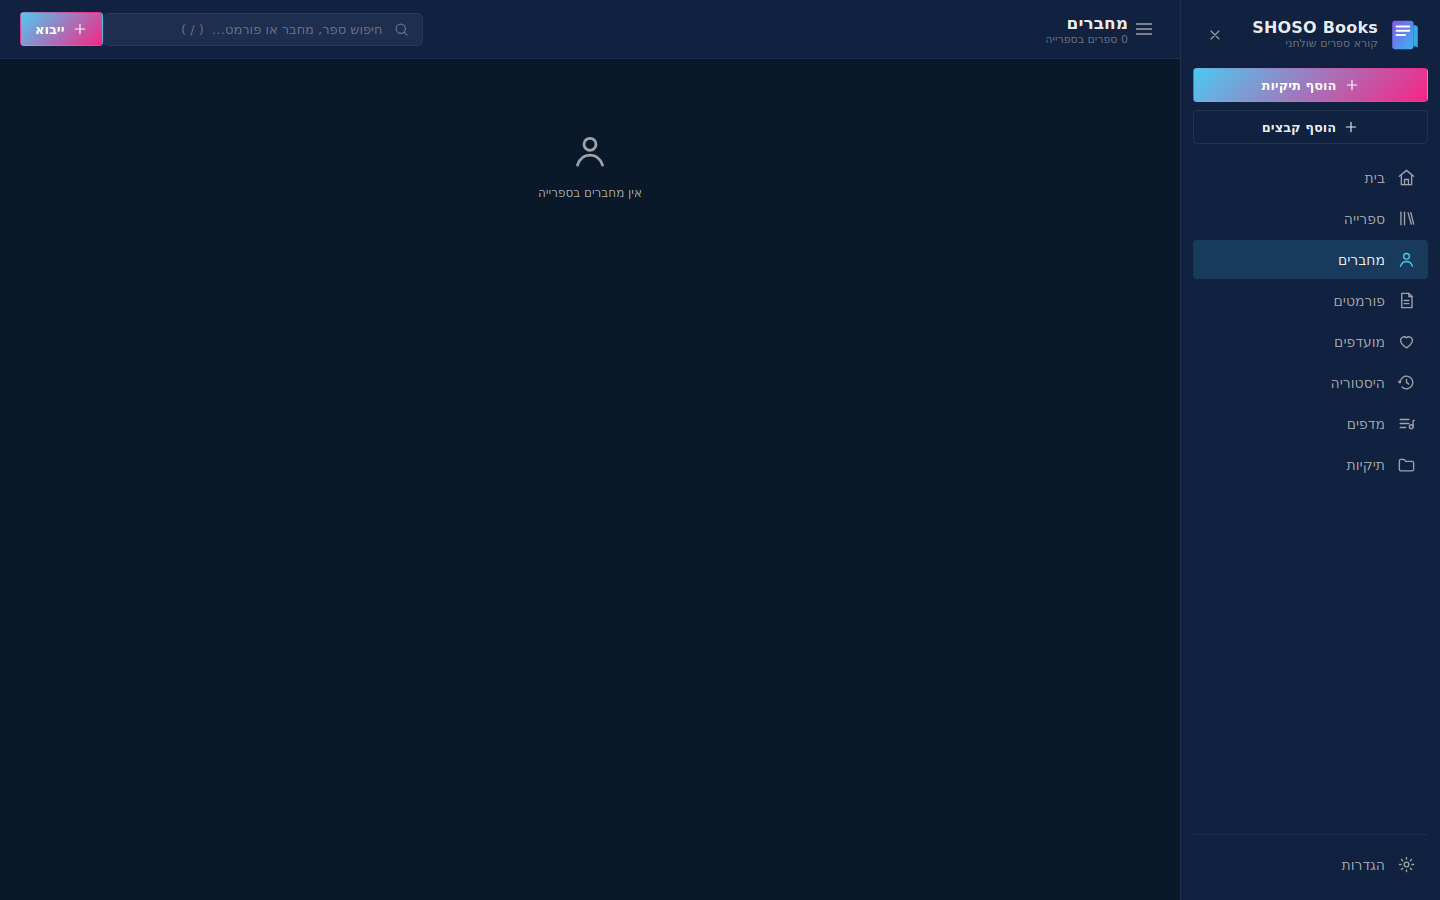 SHOSO Books
קורא ספרים שולחני
הוסף תיקיות
הוסף קבצים
בית
ספרייה
מחברים
פורמטים
מועדפים
היסטוריה
מדפים
תיקיות
הגדרות
מחברים
0 ספרים בספרייה
חיפוש ספר, מחבר או פורמט... ( / )
ייבוא
אין מחברים בספרייה